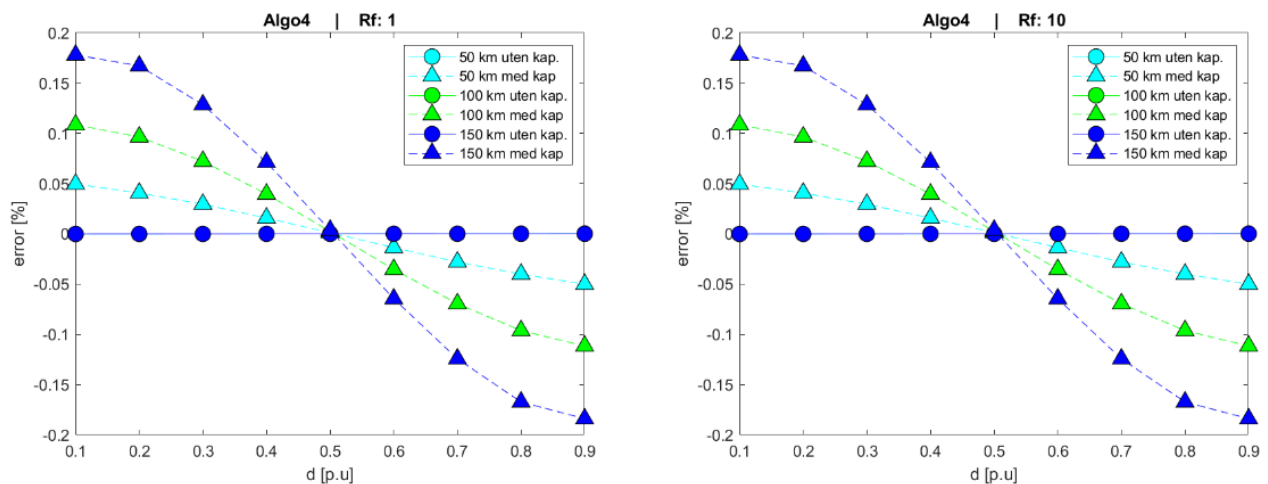 Algo4 | Rf: 1
0.2
0.15
0.1
0.05
0
-0.05
-0.1
-0.15
-0.2
error [%]
50 km uten kap.
50 km med kap
100 km uten kap.
100 km med kap
150 km uten kap.
150 km med kap
0.1 0.2 0.3 0.4 0.5 0.6 0.7 0.8 0.9
d [p.u]
Algo4 | Rf: 10
0.2
0.15
0.1
0.05
0
-0.05
-0.1
-0.15
-0.2
error [%]
50 km uten kap.
50 km med kap
100 km uten kap.
100 km med kap
150 km uten kap.
150 km med kap
0.1 0.2 0.3 0.4 0.5 0.6 0.7 0.8 0.9
d [p.u]